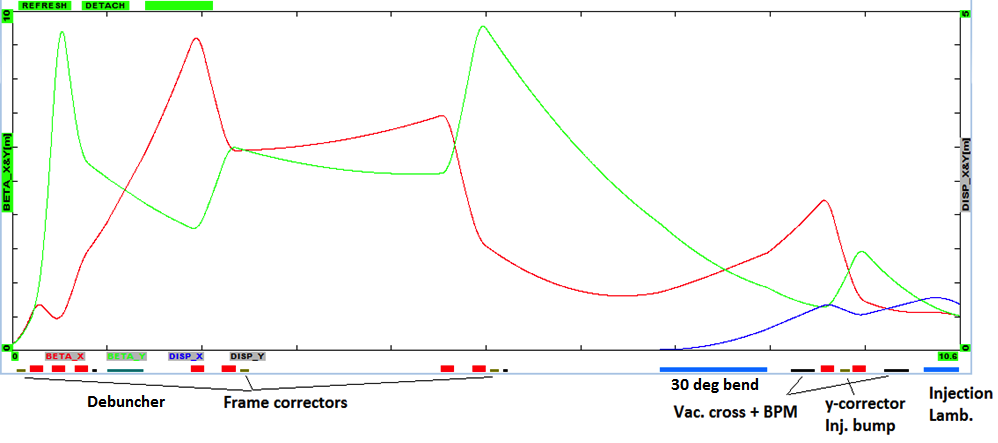 REFRESH DETACH
10 5
BETA_X&Y[m]
DISP_X&Y[m]
0 BETA_X BETA_Y DISP_X DISP_Y 0
10.6
Debuncher
Frame correctors
30 deg bend
Vac. cross + BPM
y-corrector
Inj. bump
Injection
Lamb.